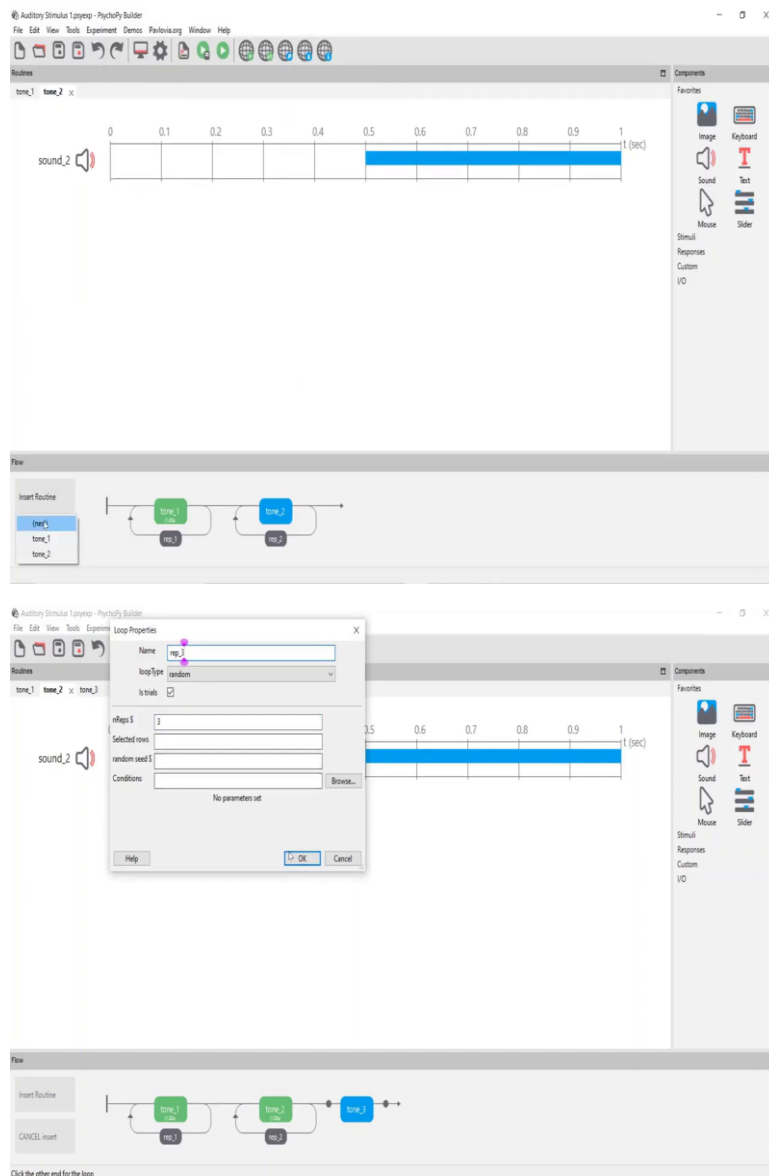 Auditory Stimulus 1.psyexp - PsychoPy Builder
File Edit View Tools Experiment Demos Pavlovia.org Window Help
Routines
Components
tone_1 tone_2 x
Favorites
0 0.1 0.2 0.3 0.4 0.5 0.6 0.7 0.8 0.9 1
t (sec)
sound_2
Image Keyboard
Sound Text
Mouse Slider
Stimuli
Responses
Custom
I/O
Flow
Insert Routine
tone_1
tone_2
tone_1
rep_1
tone_2
rep_2
Auditory Stimulus 1.psyexp - PsychoPy Builder
File Edit View Tools
Loop Properties X
Name rep_3
loopType random
Is trials
nReps $ 3
Selected rows
random seed $
Conditions Browse...
No parameters set
Help OK Cancel
Routines
Components
tone_1 tone_2 x tone_3
Favorites
0.5 0.6 0.7 0.8 0.9 1
t (sec)
sound_2
Image Keyboard
Sound Text
Mouse Slider
Stimuli
Responses
Custom
I/O
Flow
Insert Routine
CANCEL insert
tone_1
rep_1
tone_2
rep_2
tone_3
Click the other end for the loop